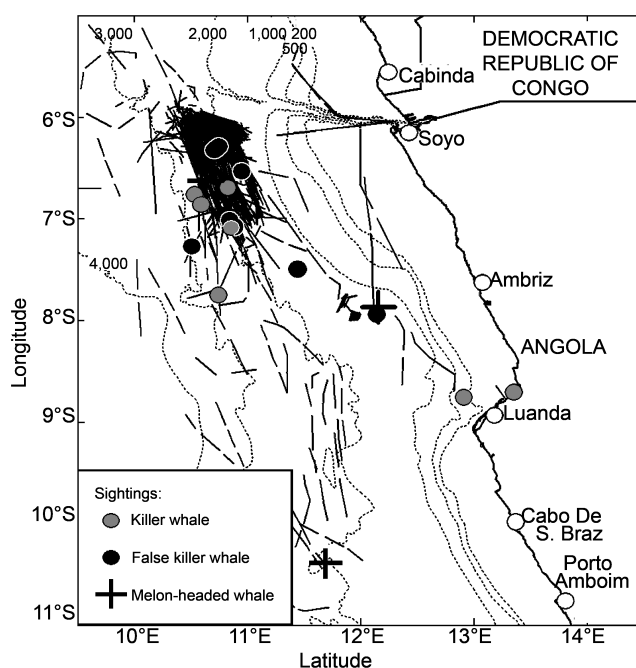 3,000
2,000
1,000
200
500
DEMOCRATIC
REPUBLIC OF
CONGO
Cabinda
6°S
Soyo
7°S
4,000
Ambriz
8°S
Longitude
ANGOLA
9°S
Luanda
Sightings:
Killer whale
False killer whale
Melon-headed whale
10°S
Cabo De
S. Braz
Porto
Amboim
11°S
10°E
11°E
12°E
13°E
14°E
Latitude